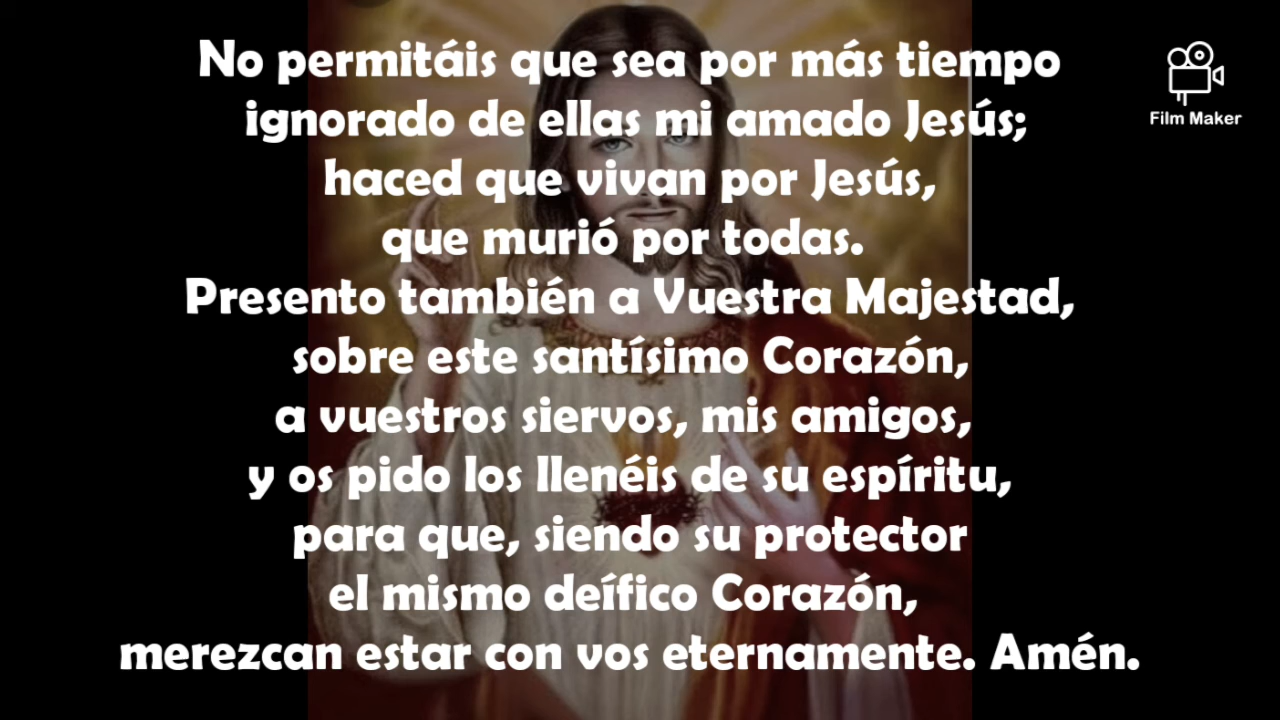 No permitáis que sea por más tiempo
ignorado de ellas mi amado Jesús;
haced que vivan por Jesús,
que murió por todas.
Presento también a Vuestra Majestad,
sobre este santísimo Corazón,
a vuestros siervos, mis amigos,
y os pido los llenéis de su espíritu,
para que, siendo su protector
el mismo deífico Corazón,
merezcan estar con vos eternamente. Amén.
Film Maker